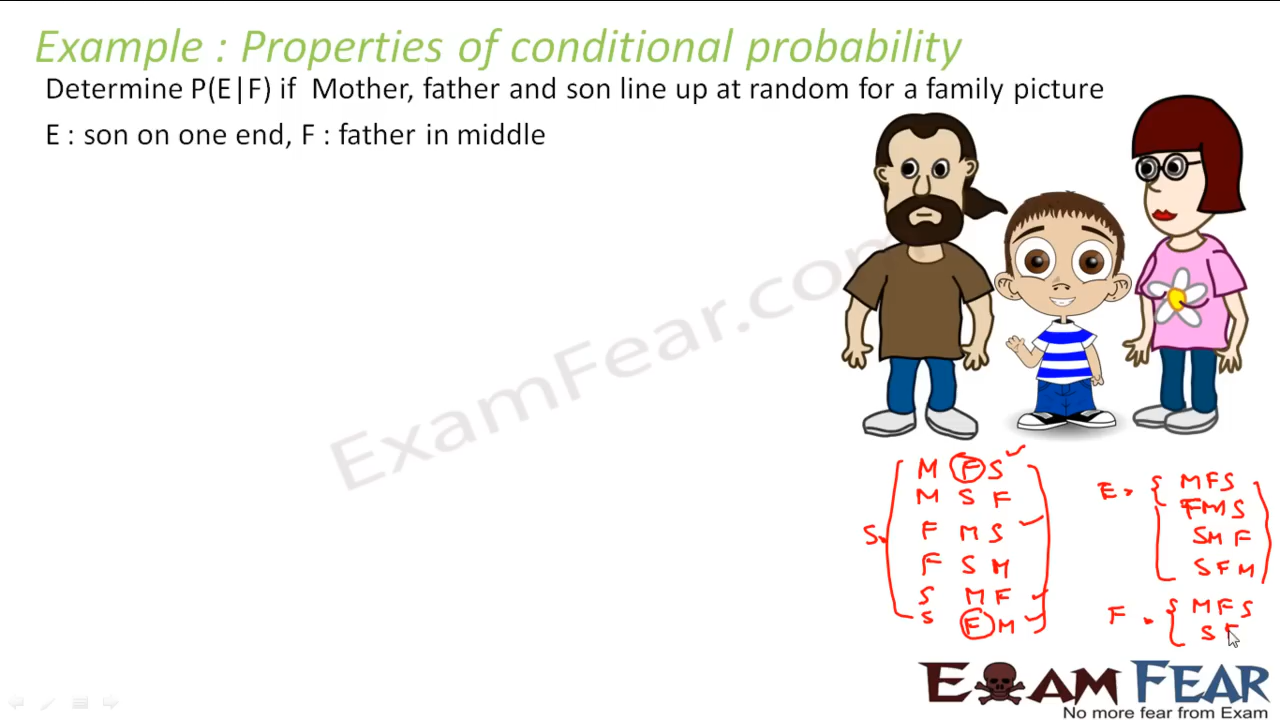 Example : Properties of conditional probability
Determine P(E|F) if Mother, father and son line up at random for a family picture
E : son on one end, F : father in middle
ExamFear.com
M F S
M S F
F M S
S.
F S M
S M F
S F M
E = { M F S
F M S
S M F
S F M }
F = { M F S
S F
EXAM FEAR
No more fear from Exam